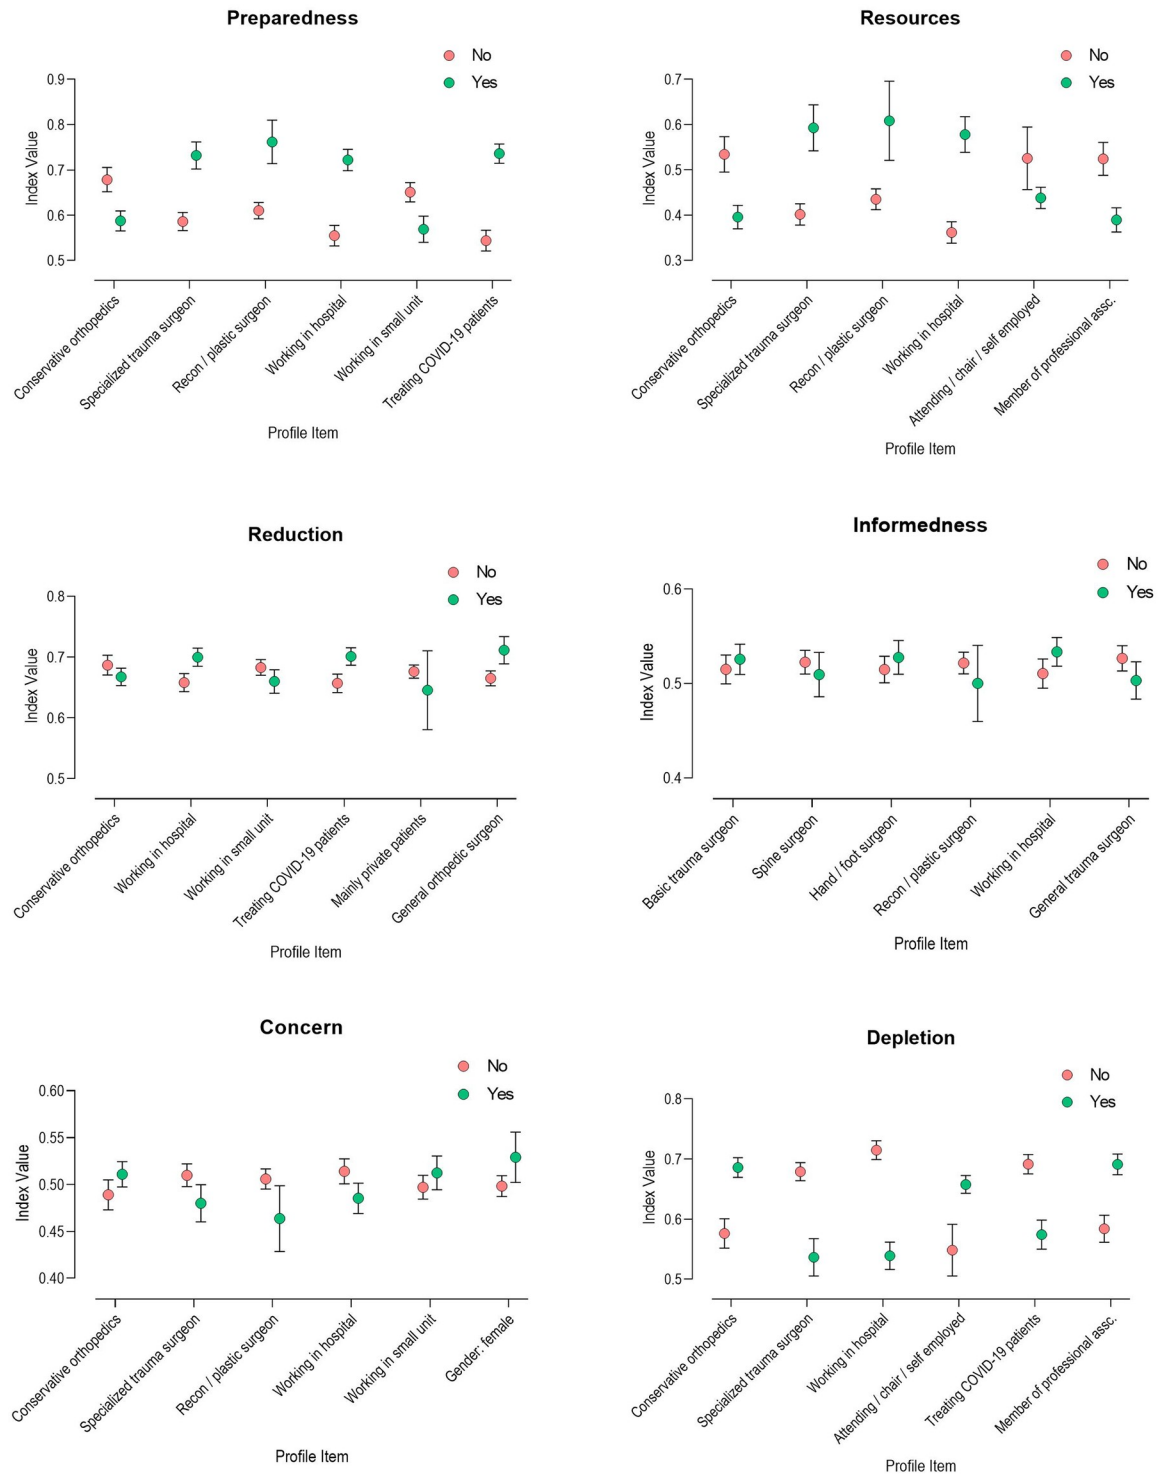 Preparedness
No
Yes
0.9
0.8
0.7
0.6
0.5
Index Value
Conservative orthopedics
Specialized trauma surgeon
Recon / plastic surgeon
Working in hospital
Working in small unit
Treating COVID-19 patients
Profile Item
Resources
No
Yes
0.7
0.6
0.5
0.4
0.3
Index Value
Conservative orthopedics
Specialized trauma surgeon
Recon / plastic surgeon
Working in hospital
Attending / chair / self employed
Member of professional assc.
Profile Item
Reduction
No
Yes
0.8
0.7
0.6
0.5
Index Value
Conservative orthopedics
Working in hospital
Working in small unit
Treating COVID-19 patients
Mainly private patients
General orthpedic surgeon
Profile Item
Informedness
No
Yes
0.6
0.5
0.4
Index Value
Basic trauma surgeon
Spine surgeon
Hand / foot surgeon
Recon / plastic surgeon
Working in hospital
General trauma surgeon
Profile Item
Concern
No
Yes
0.60
0.55
0.50
0.45
0.40
Index Value
Conservative orthopedics
Specialized trauma surgeon
Recon / plastic surgeon
Working in hospital
Working in small unit
Gender: female
Profile Item
Depletion
No
Yes
0.8
0.7
0.6
0.5
Index Value
Conservative orthopedics
Specialized trauma surgeon
Working in hospital
Attending / chair / self employed
Treating COVID-19 patients
Member of professional assc.
Profile Item